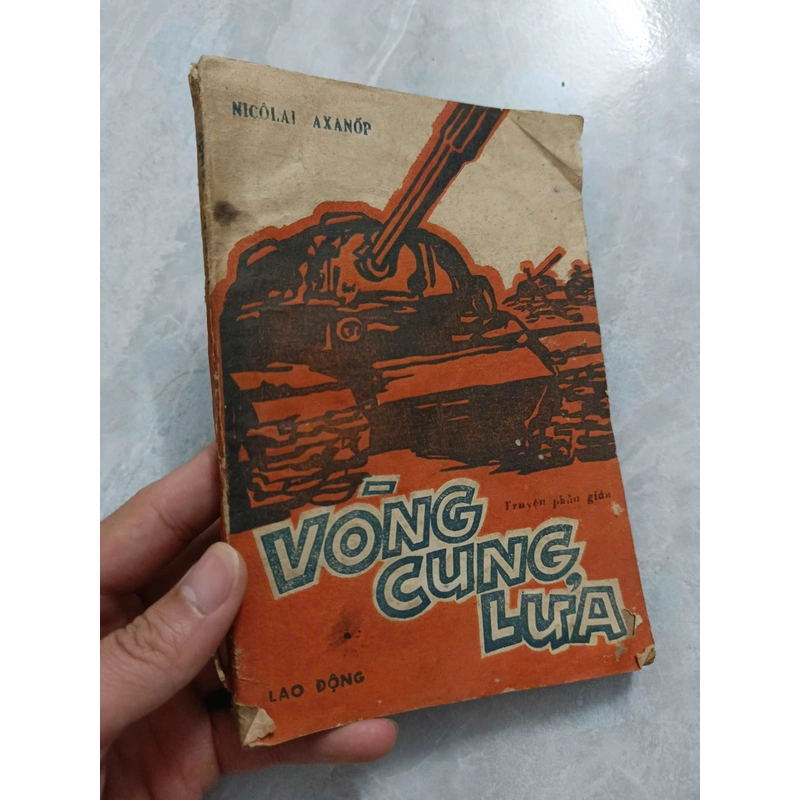 NICÔLAI AXANỐP
Truyện phản gián
VÒNG
CUNG
LỬA
LAO ĐỘNG